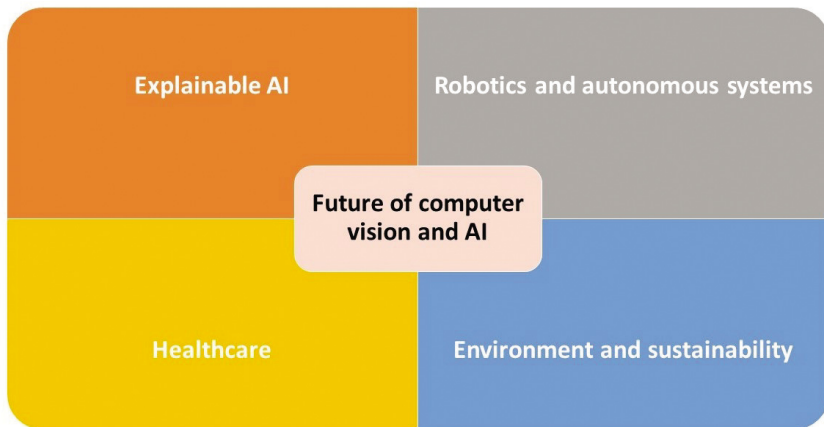 Explainable AI
Robotics and autonomous systems
Future of computer
vision and AI
Healthcare
Environment and sustainability